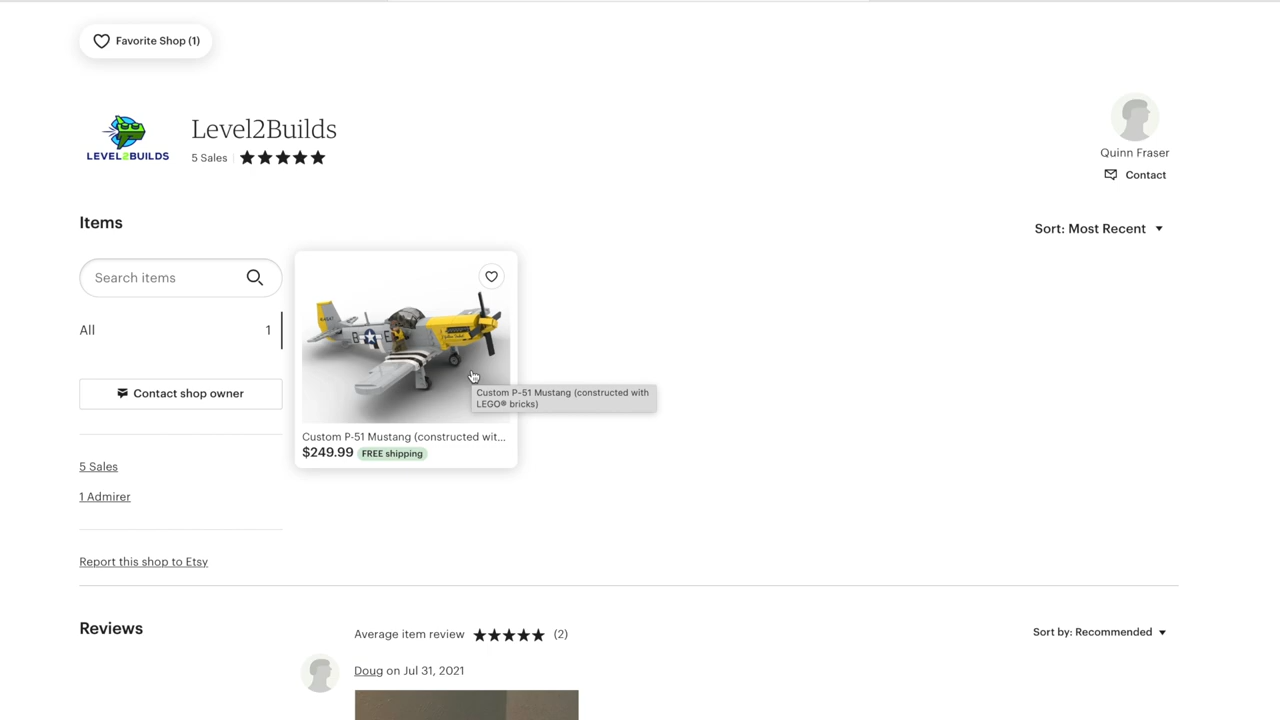 Favorite Shop (1)
LEVEL2BUILDS
Level2Builds
5 Sales
Quinn Fraser
Contact
Items
Sort: Most Recent
Search items
All 1
Contact shop owner
Custom P-51 Mustang (constructed with
LEGO® bricks)
Custom P-51 Mustang (constructed wit...
$249.99 FREE shipping
5 Sales
1 Admirer
Report this shop to Etsy
Reviews
Average item review (2)
Sort by: Recommended
Doug on Jul 31, 2021